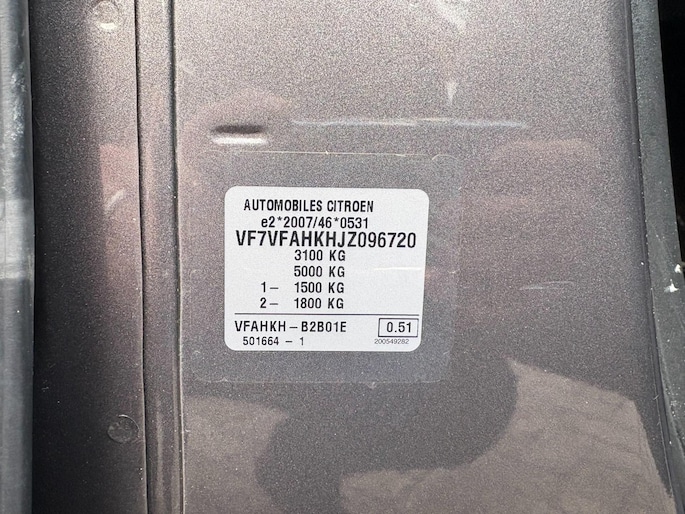 AUTOMOBILES CITROEN
e2*2007/46*0531
VF7VFAHKHJZ096720
3100 KG
5000 KG
1– 1500 KG
2– 1800 KG
VFAHKH – B2B01E 0.51
501664 – 1 200549282